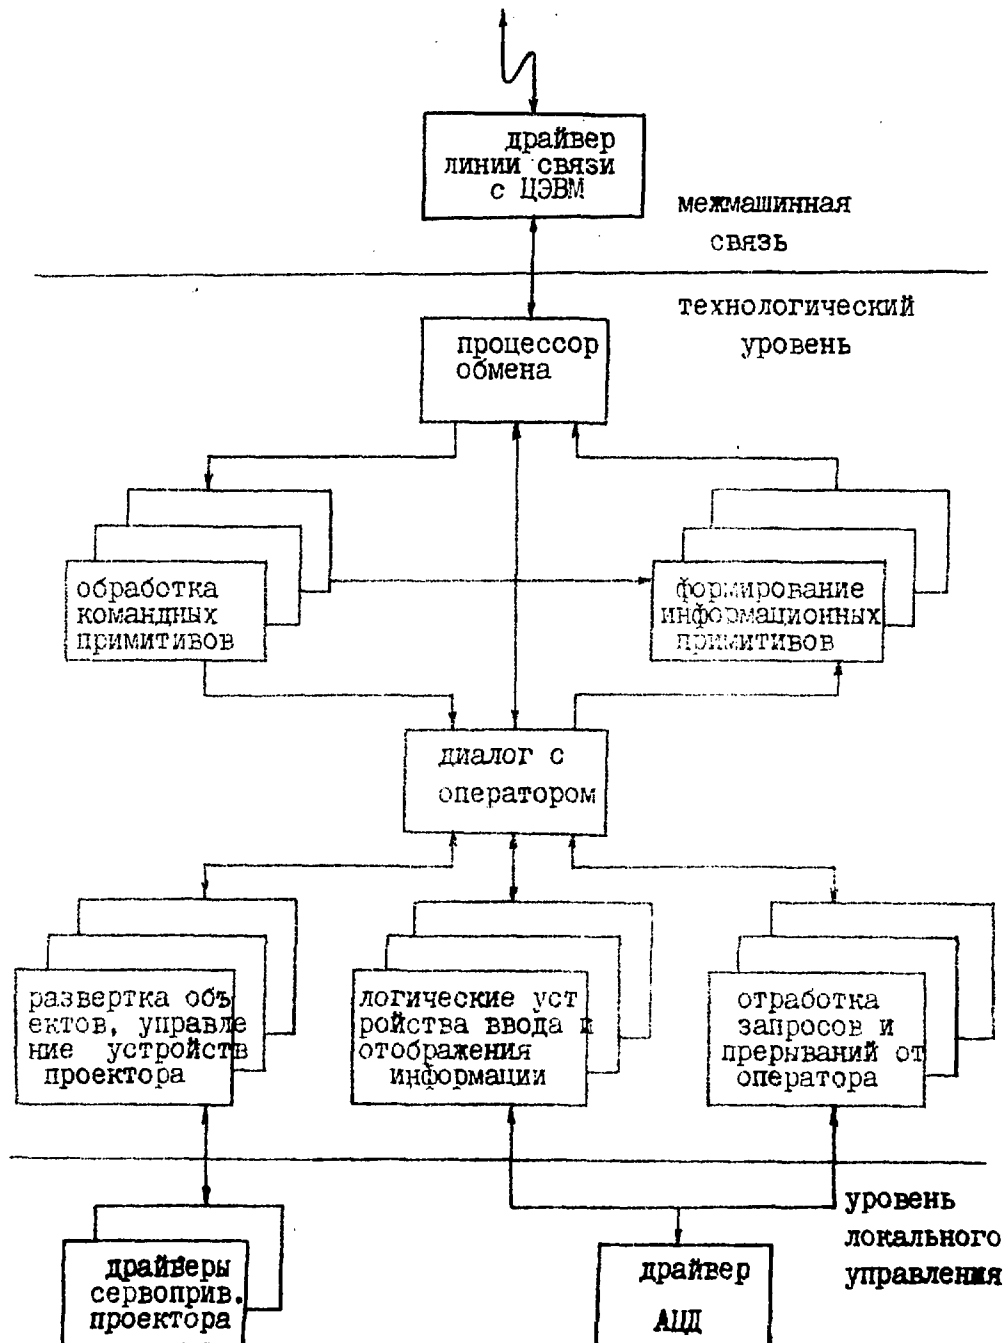 драйвер
линии связи
с ЦЭВМ
межмашинная
связь
технологический
уровень
процессор
обмена
обработка
командных
примитивов
формирование
информационных
примитивов
диалог с
оператором
развертка объ
ектов, управле
ние устройств
проектора
логические уст
ройства ввода и
отображения
информации
отработка
запросов и
прерываний от
оператора
уровень
локального
управления
драйверы
сервоприв.
проектора
драйвер
АЦД